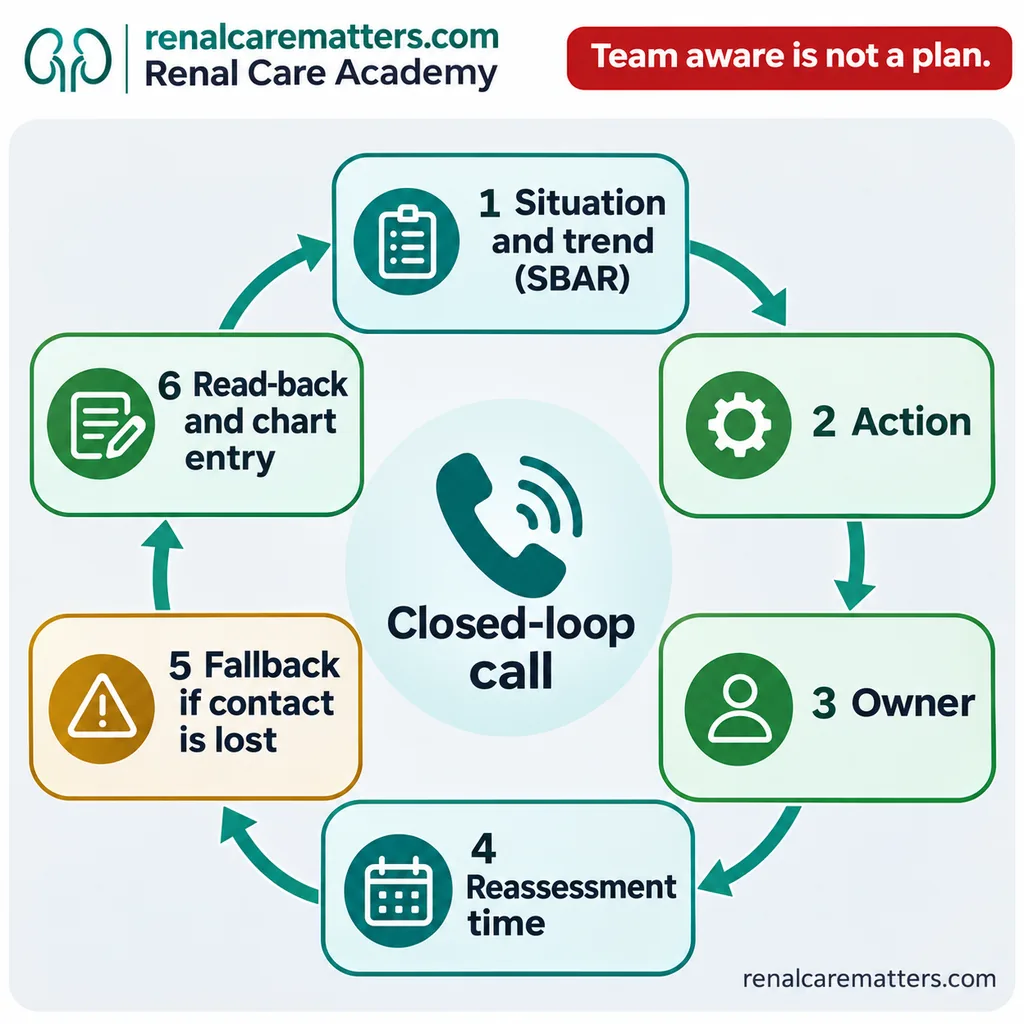 renalcarematters.com
Renal Care Academy
Team aware is not a plan.
1 Situation
and trend
(SBAR)
2 Action
3 Owner
4
Reassessment
time
5 Fallback
if contact
is lost
6 Read-back
and chart
entry
Closed-loop
call
renalcarematters.com